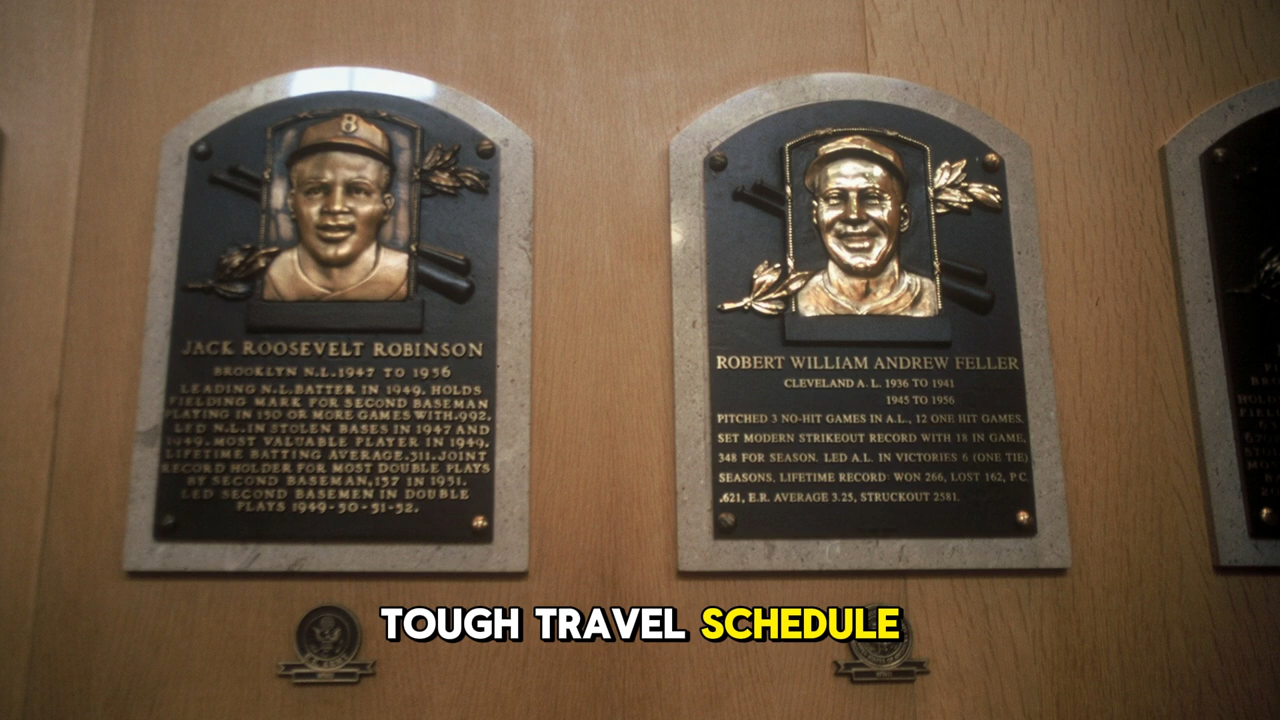 B
JACK ROOSEVELT ROBINSON
BROOKLYN N.L.1947 TO 1956
LEADING N.L.BATTER IN 1949. HOLDS
FIELDING MARK FOR SECOND BASEMAN
PLAYING IN 150 OR MORE GAMES WITH.992.
LED N.L.IN STOLEN BASES IN 1947 AND
1949.MOST VALUABLE PLAYER IN 1949.
LIFETIME BATTING AVERAGE.311.JOINT
RECORD HOLDER FOR MOST DOUBLE PLAYS
BY SECOND BASEMAN,137 IN 1951.
LED SECOND BASEMEN IN DOUBLE
PLAYS 1949-50-51-52.
ROBERT WILLIAM ANDREW FELLER
CLEVELAND A. L. 1936 TO 1941
1945 TO 1956
PITCHED 3 NO-HIT GAMES IN A.L., 12 ONE HIT GAMES.
SET MODERN STRIKEOUT RECORD WITH 18 IN GAME,
348 FOR SEASON. LED A.L. IN VICTORIES 6 (ONE TIE)
SEASONS. LIFETIME RECORD: WON 266, LOST 162, P.C.
.621, E.R. AVERAGE 3.25, STRUCKOUT 2581.
TOUGH TRAVEL SCHEDULE